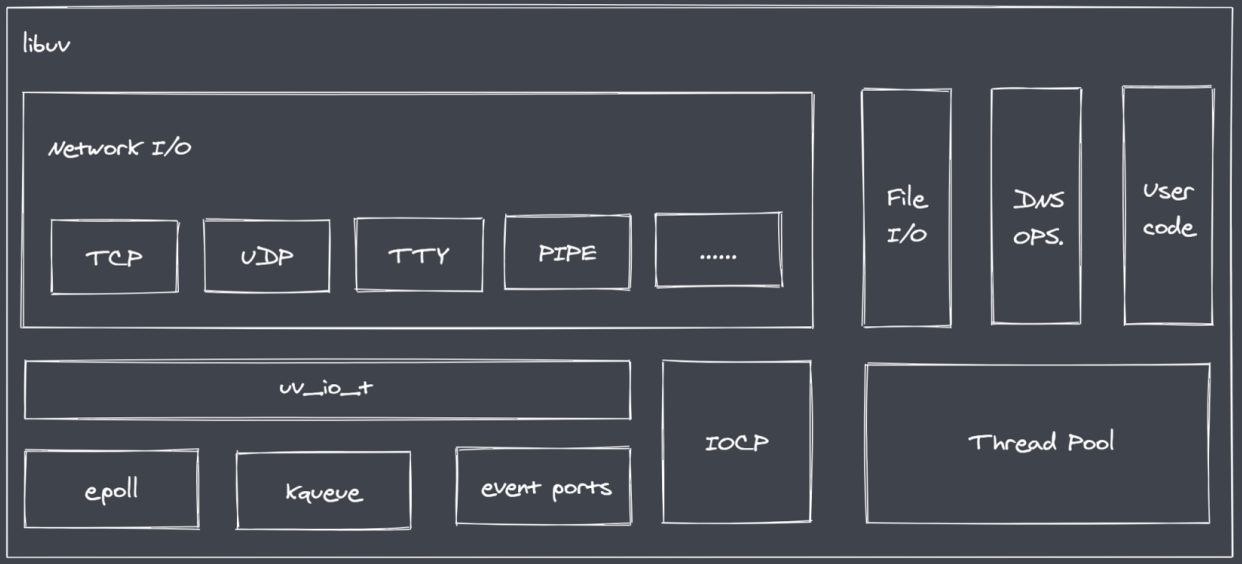 libuv
Network I/O
TCP
UDP
TTY
PIPE
......
File
I/O
DNS
OPS.
User
code
uv_io_t
epoll
kqueue
event ports
IOCP
Thread Pool